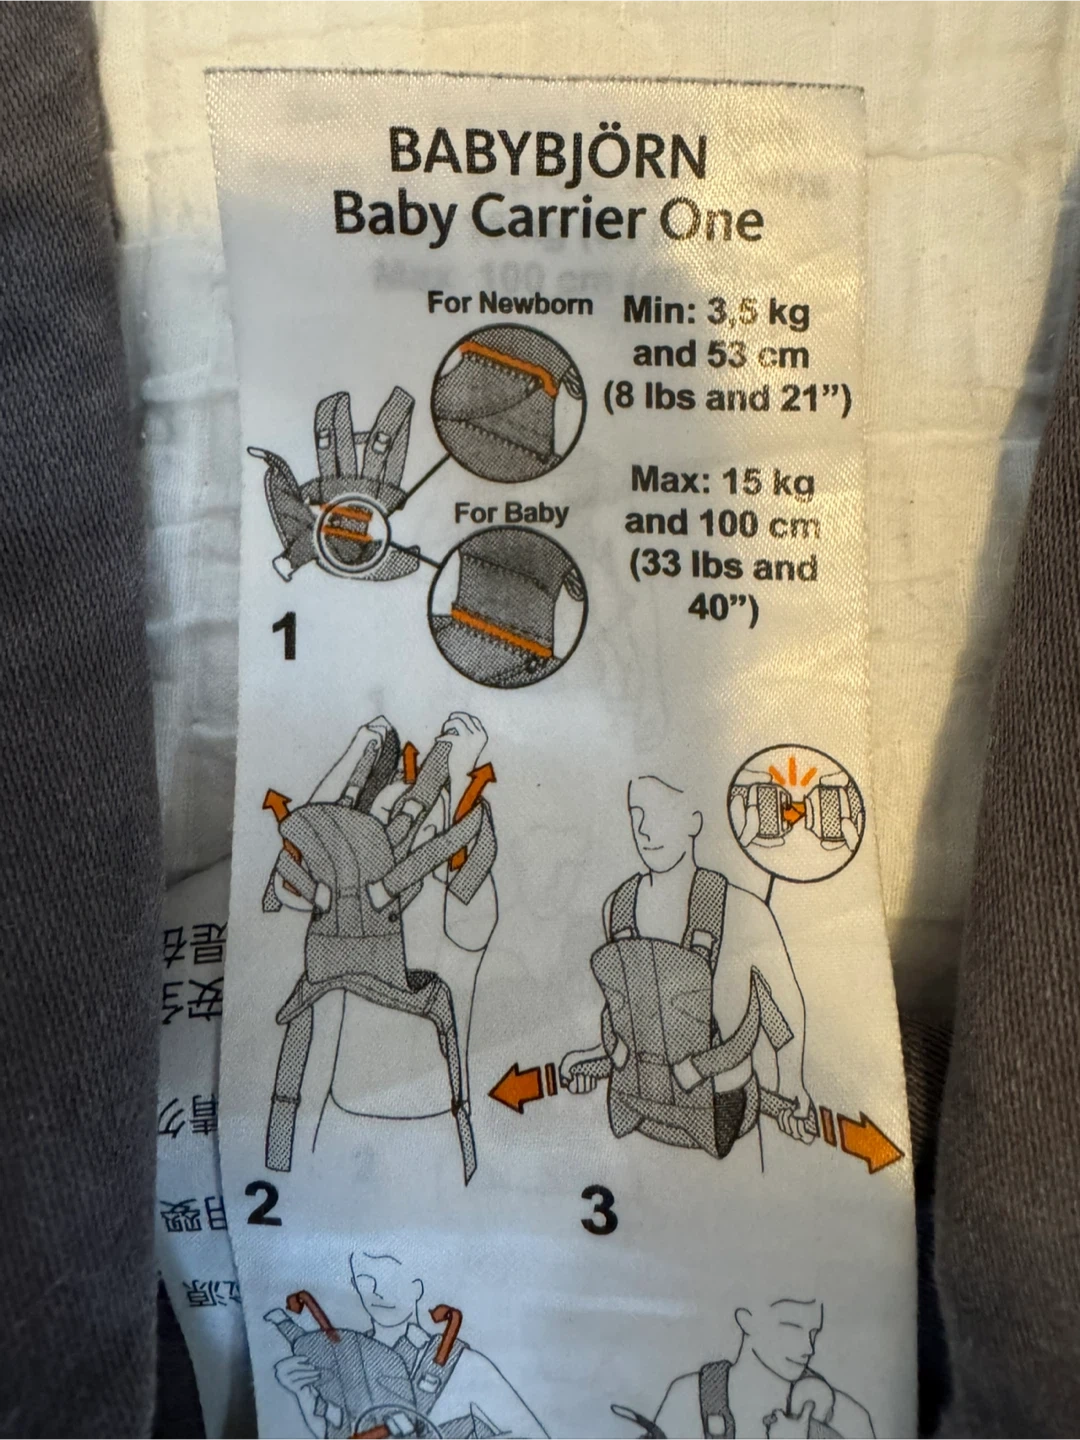 BABYBJÖRN
Baby Carrier One
For Newborn
Min: 3,5 kg
and 53 cm
(8 lbs and 21”)
For Baby
Max: 15 kg
and 100 cm
(33 lbs and
40”)
1
2
3